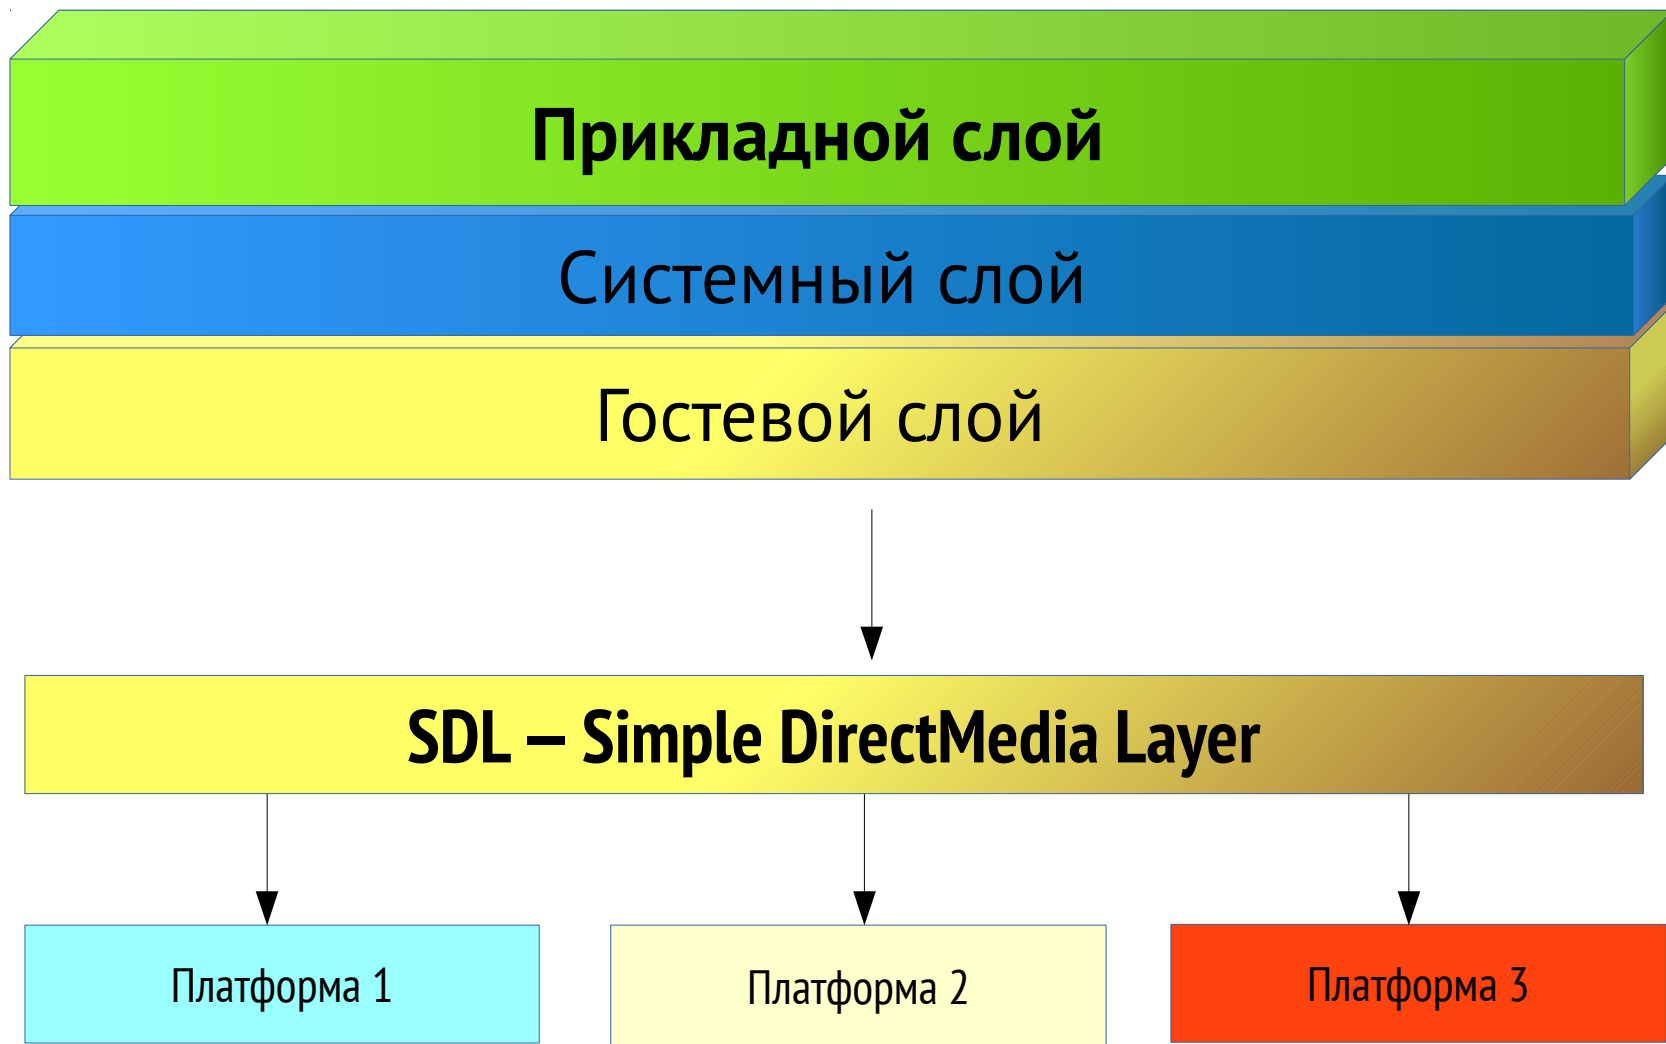 Прикладной слой
Системный слой
Гостевой слой
SDL — Simple DirectMedia Layer
Платформа 1
Платформа 2
Платформа 3